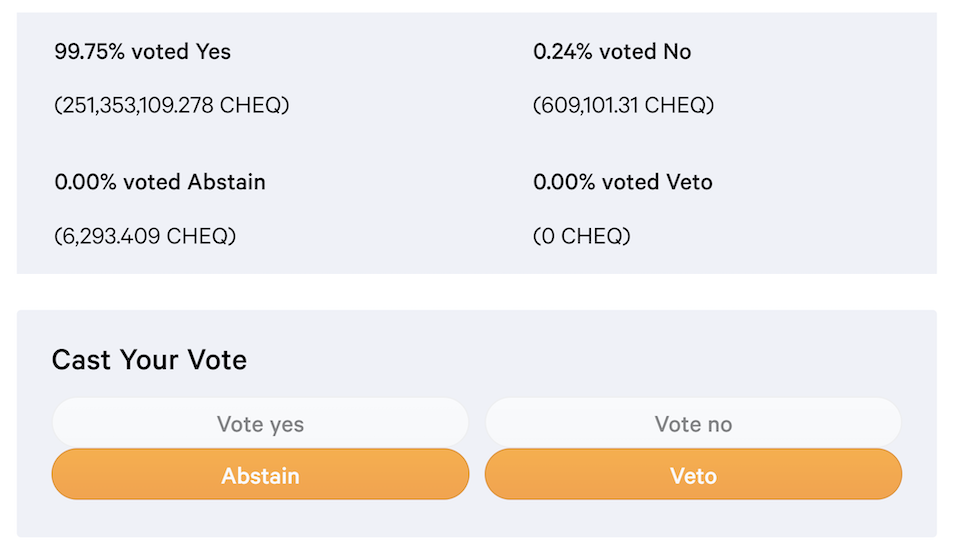 99.75% voted Yes
0.24% voted No
(251,353,109.278 CHEQ)
(609,101.31 CHEQ)
0.00% voted Abstain
0.00% voted Veto
(6,293.409 CHEQ)
(0 CHEQ)
Cast Your Vote
Vote yes
Vote no
Abstain
Veto